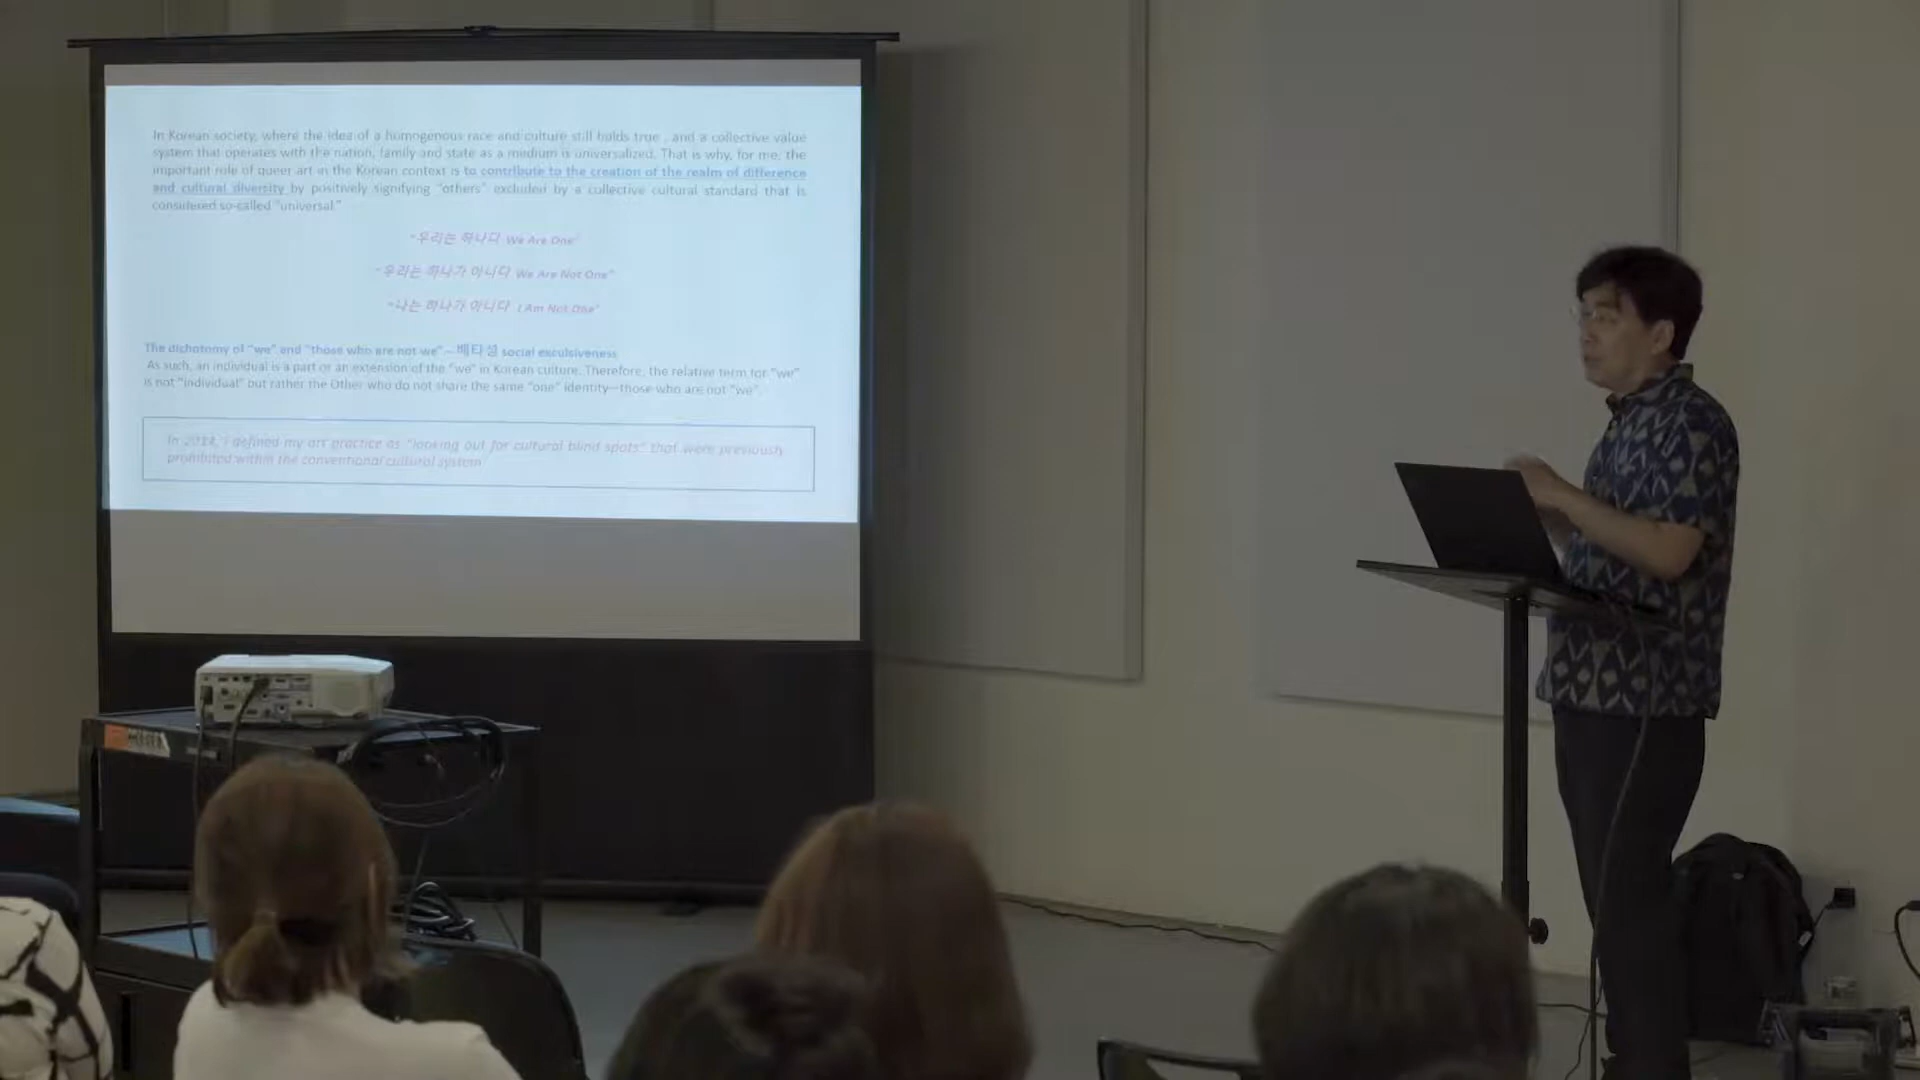 In Korean society, where the idea of a homogenous race and culture still holds true , and a collective value
system that operates with the nation, family and state as a medium is universalized. That is why, for me, the
important role of queer art in the Korean context is to contribute to the creation of the realm of difference
and cultural diversity by positively signifying "others" excluded by a collective cultural standard that is
considered so-called "universal."
"우리는 하나다 We Are One"
"우리는 하나가 아니다 We Are Not One"
"나는 하나가 아니다 I Am Not One"
The dichotomy of "we" and "those who are not we" – 배타성 social exculsiveness
As such, an individual is a part or an extension of the "we" in Korean culture. Therefore, the relative term for "we"
is not "individual" but rather the Other who do not share the same "one" identity—those who are not "we".
In I defined my art practice as "looking out for cultural blind spots" that were previously
prohibited within the conventional cultural system